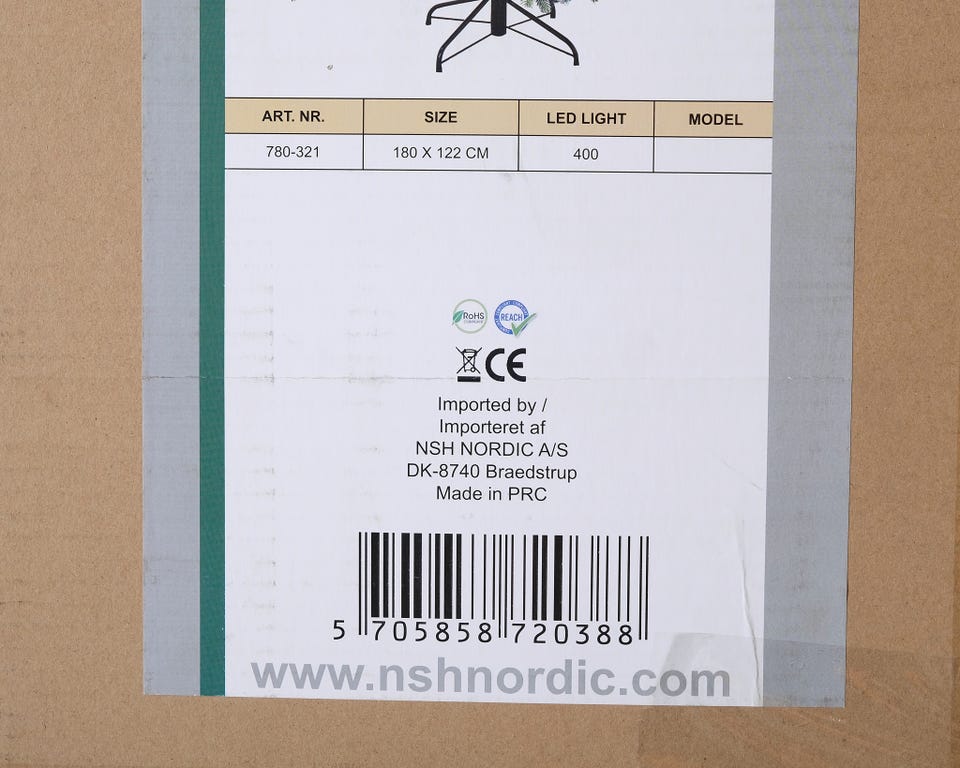 ART. NR. SIZE LED LIGHT MODEL
780-321 180 X 122 CM 400
RoHS
REACH
CE
Imported by /
Importeret af
NSH NORDIC A/S
DK-8740 Braedstrup
Made in PRC
5 705858 720388
www.nshnordic.com